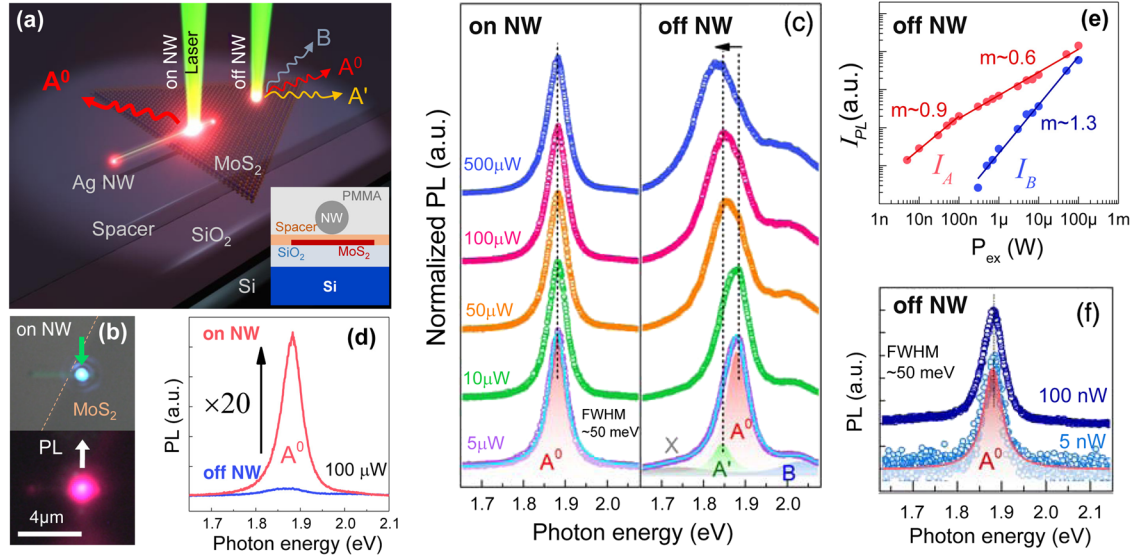 (a)
on NW
Laser
off NW
B
A⁰
A⁰
A'
MoS₂
Ag NW
Spacer
SiO₂
Si
PMMA
NW
Spacer
SiO₂
MoS₂
Si
(b)
on NW
MoS₂
PL
4μm
(d)
on NW
×20
A⁰
off NW
100 μW
PL (a.u.)
1.7 1.8 1.9 2.0 2.1
Photon energy (eV)
on NW
off NW
(c)
Normalized PL (a.u.)
500μW
100μW
50μW
10μW
5μW
FWHM
~50 meV
A⁰
X
A'
A⁰
B
1.7 1.8 1.9 2.0
1.7 1.8 1.9 2.0
Photon energy (eV)
off NW
(e)
m~0.6
m~0.9
m~1.3
I_A
I_B
I_PL(a.u.)
1n 10n 100n 1μ 10μ 100μ 1m
P_ex (W)
off NW
(f)
FWHM
~50 meV
100 nW
5 nW
A⁰
PL (a.u.)
1.7 1.8 1.9 2.0
Photon energy (eV)